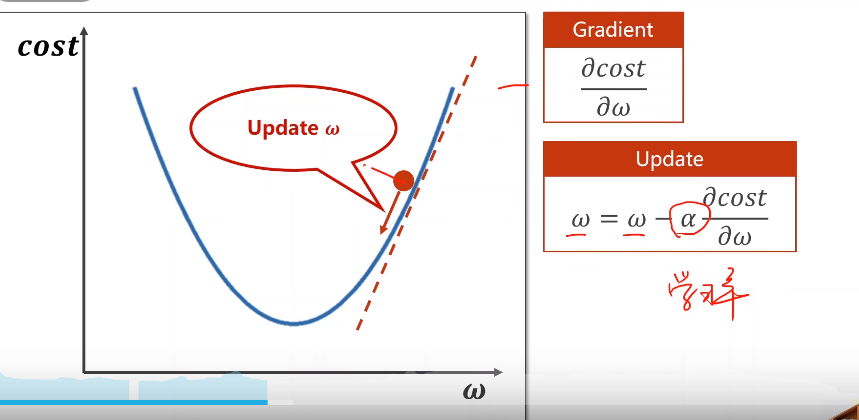 cost
Update ω
ω
Gradient
∂cost
∂ω
Update
ω = ω − α ∂cost/∂ω
学习率